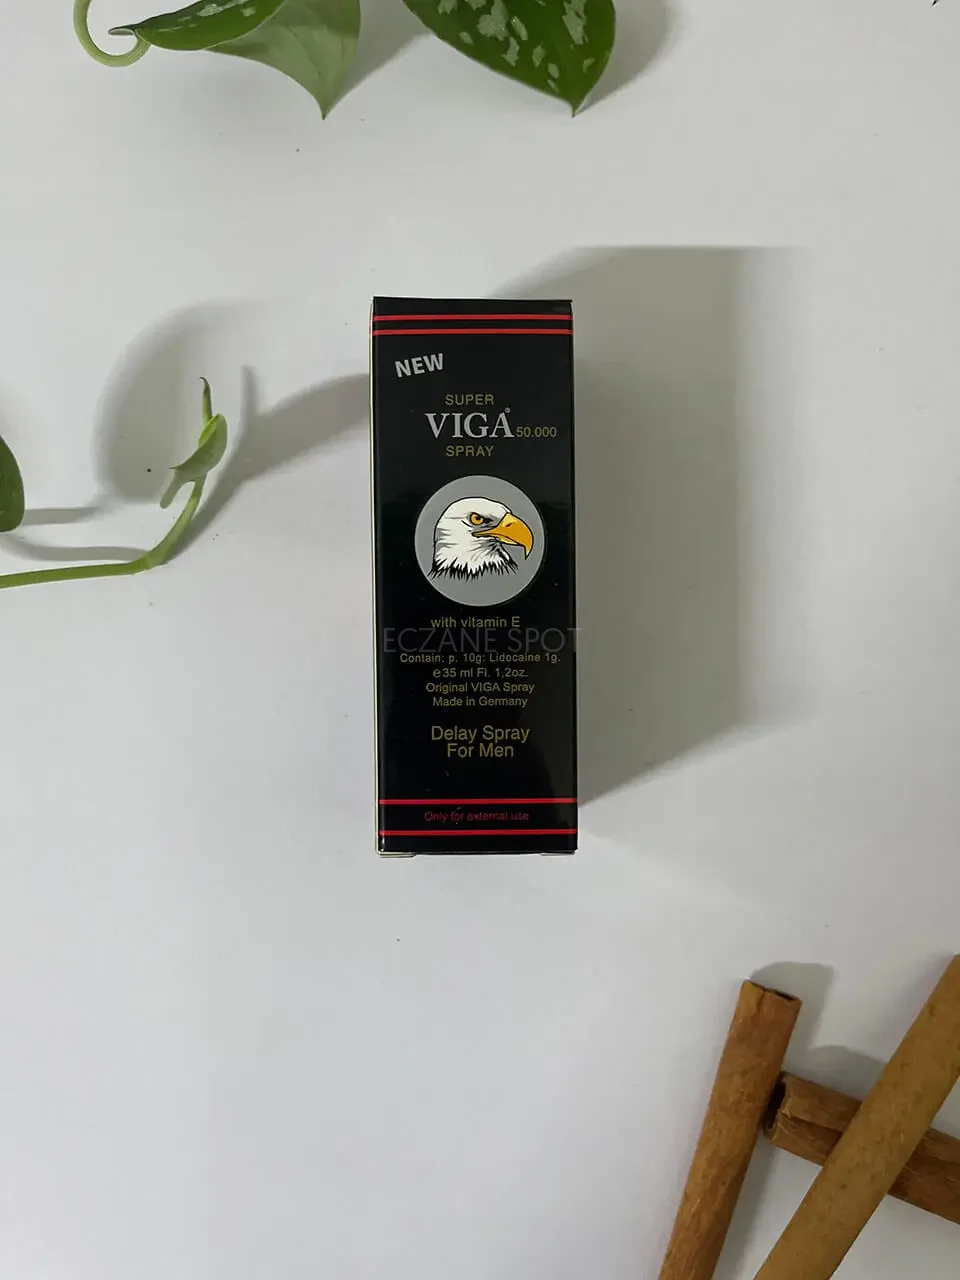 NEW
SUPER
VIGA® 50.000
SPRAY
with vitamin E
ECZANE SPOT
Contain: p. 10g: Lidocaine 1g.
e 35 ml Fl. 1,2oz.
Original VIGA Spray
Made in Germany
Delay Spray
For Men
Only for external use